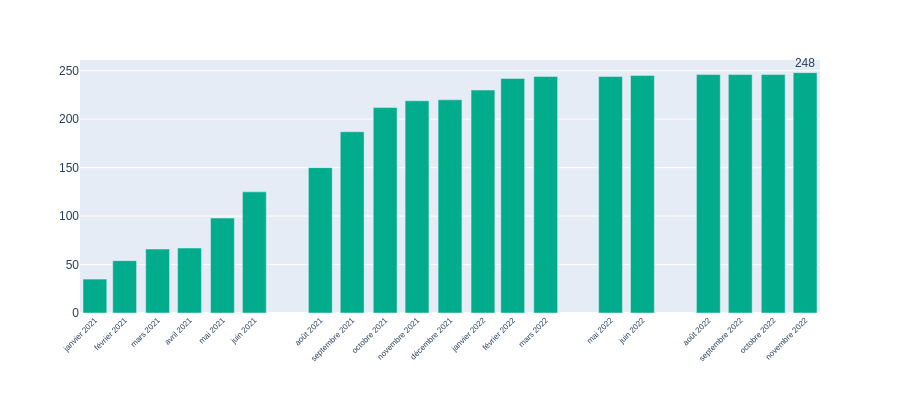 248
250
200
150
100
50
0
janvier 2021
février 2021
mars 2021
avril 2021
mai 2021
juin 2021
août 2021
septembre 2021
octobre 2021
novembre 2021
décembre 2021
janvier 2022
février 2022
mars 2022
mai 2022
juin 2022
août 2022
septembre 2022
octobre 2022
novembre 2022